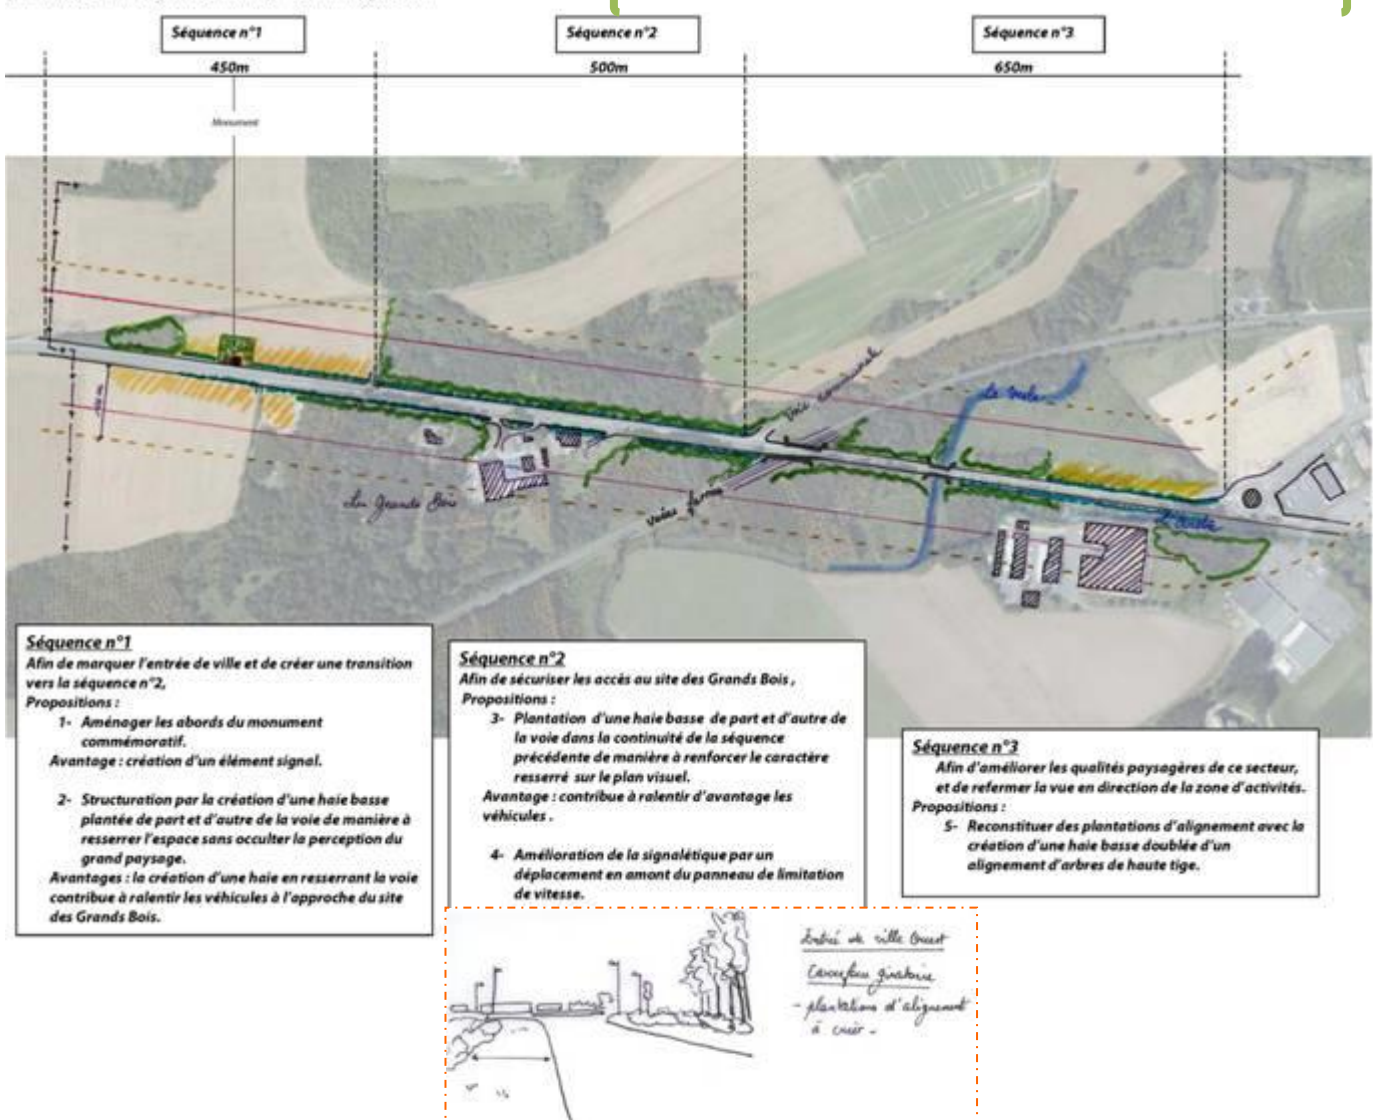 Séquence n°1
Séquence n°2
Séquence n°3
450m
500m
650m
Monument
Voie communale
La Veule
Les Grands Bois
voies ferrées
Séquence n°1
Afin de marquer l'entrée de ville et de créer une transition
vers la séquence n°2,
Propositions :
1- Aménager les abords du monument
commémoratif.
Avantage : création d'un élément signal.
2- Structuration par la création d'une haie basse
plantée de part et d'autre de la voie de manière à
resserrer l'espace sans occulter la perception du
grand paysage.
Avantages : la création d'une haie en resserrant la voie
contribue à ralentir les véhicules à l'approche du site
des Grands Bois.
Séquence n°2
Afin de sécuriser les accès au site des Grands Bois ,
Propositions :
3- Plantation d'une haie basse de part et d'autre de
la voie dans la continuité de la séquence
précédente de manière à renforcer le caractère
resserré sur le plan visuel.
Avantage : contribue à ralentir d'avantage les
véhicules .
4- Amélioration de la signalétique par un
déplacement en amont du panneau de limitation
de vitesse.
Séquence n°3
Afin d'améliorer les qualités paysagères de ce secteur,
et de refermer la vue en direction de la zone d'activités.
Propositions :
5- Reconstituer des plantations d'alignement avec la
création d'une haie basse doublée d'un
alignement d'arbres de haute tige.
Entrée de ville Ouest
Carrefour giratoire
- plantations d'alignement
à créer -